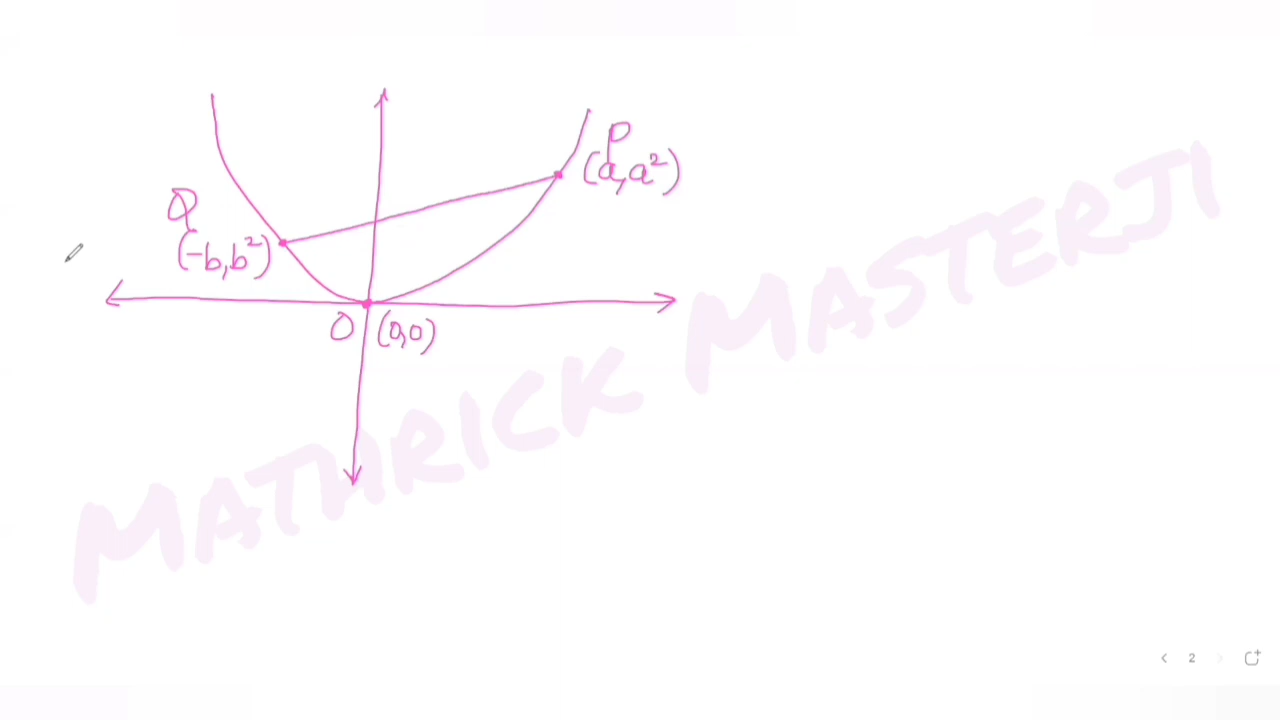 P
(a, a²)
Q
(-b, b²)
O (0,0)
MATHRICK MASTERJI
2